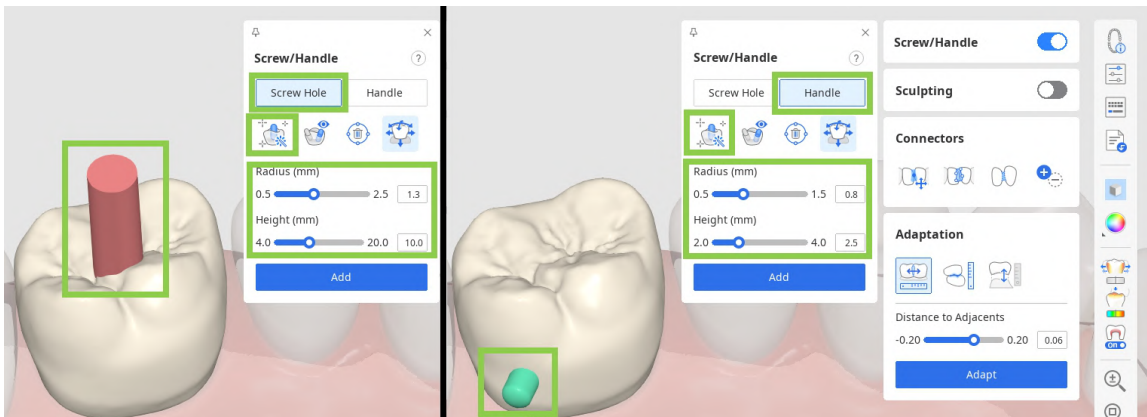 Screw/Handle
?
Screw Hole Handle
Radius (mm)
0.5 2.5 1.3
Height (mm)
4.0 20.0 10.0
Add
Screw/Handle
?
Screw Hole Handle
Radius (mm)
0.5 1.5 0.8
Height (mm)
2.0 4.0 2.5
Add
Screw/Handle
Sculpting
Connectors
Adaptation
Distance to Adjacents
-0.20 0.20 0.06
Adapt
ON